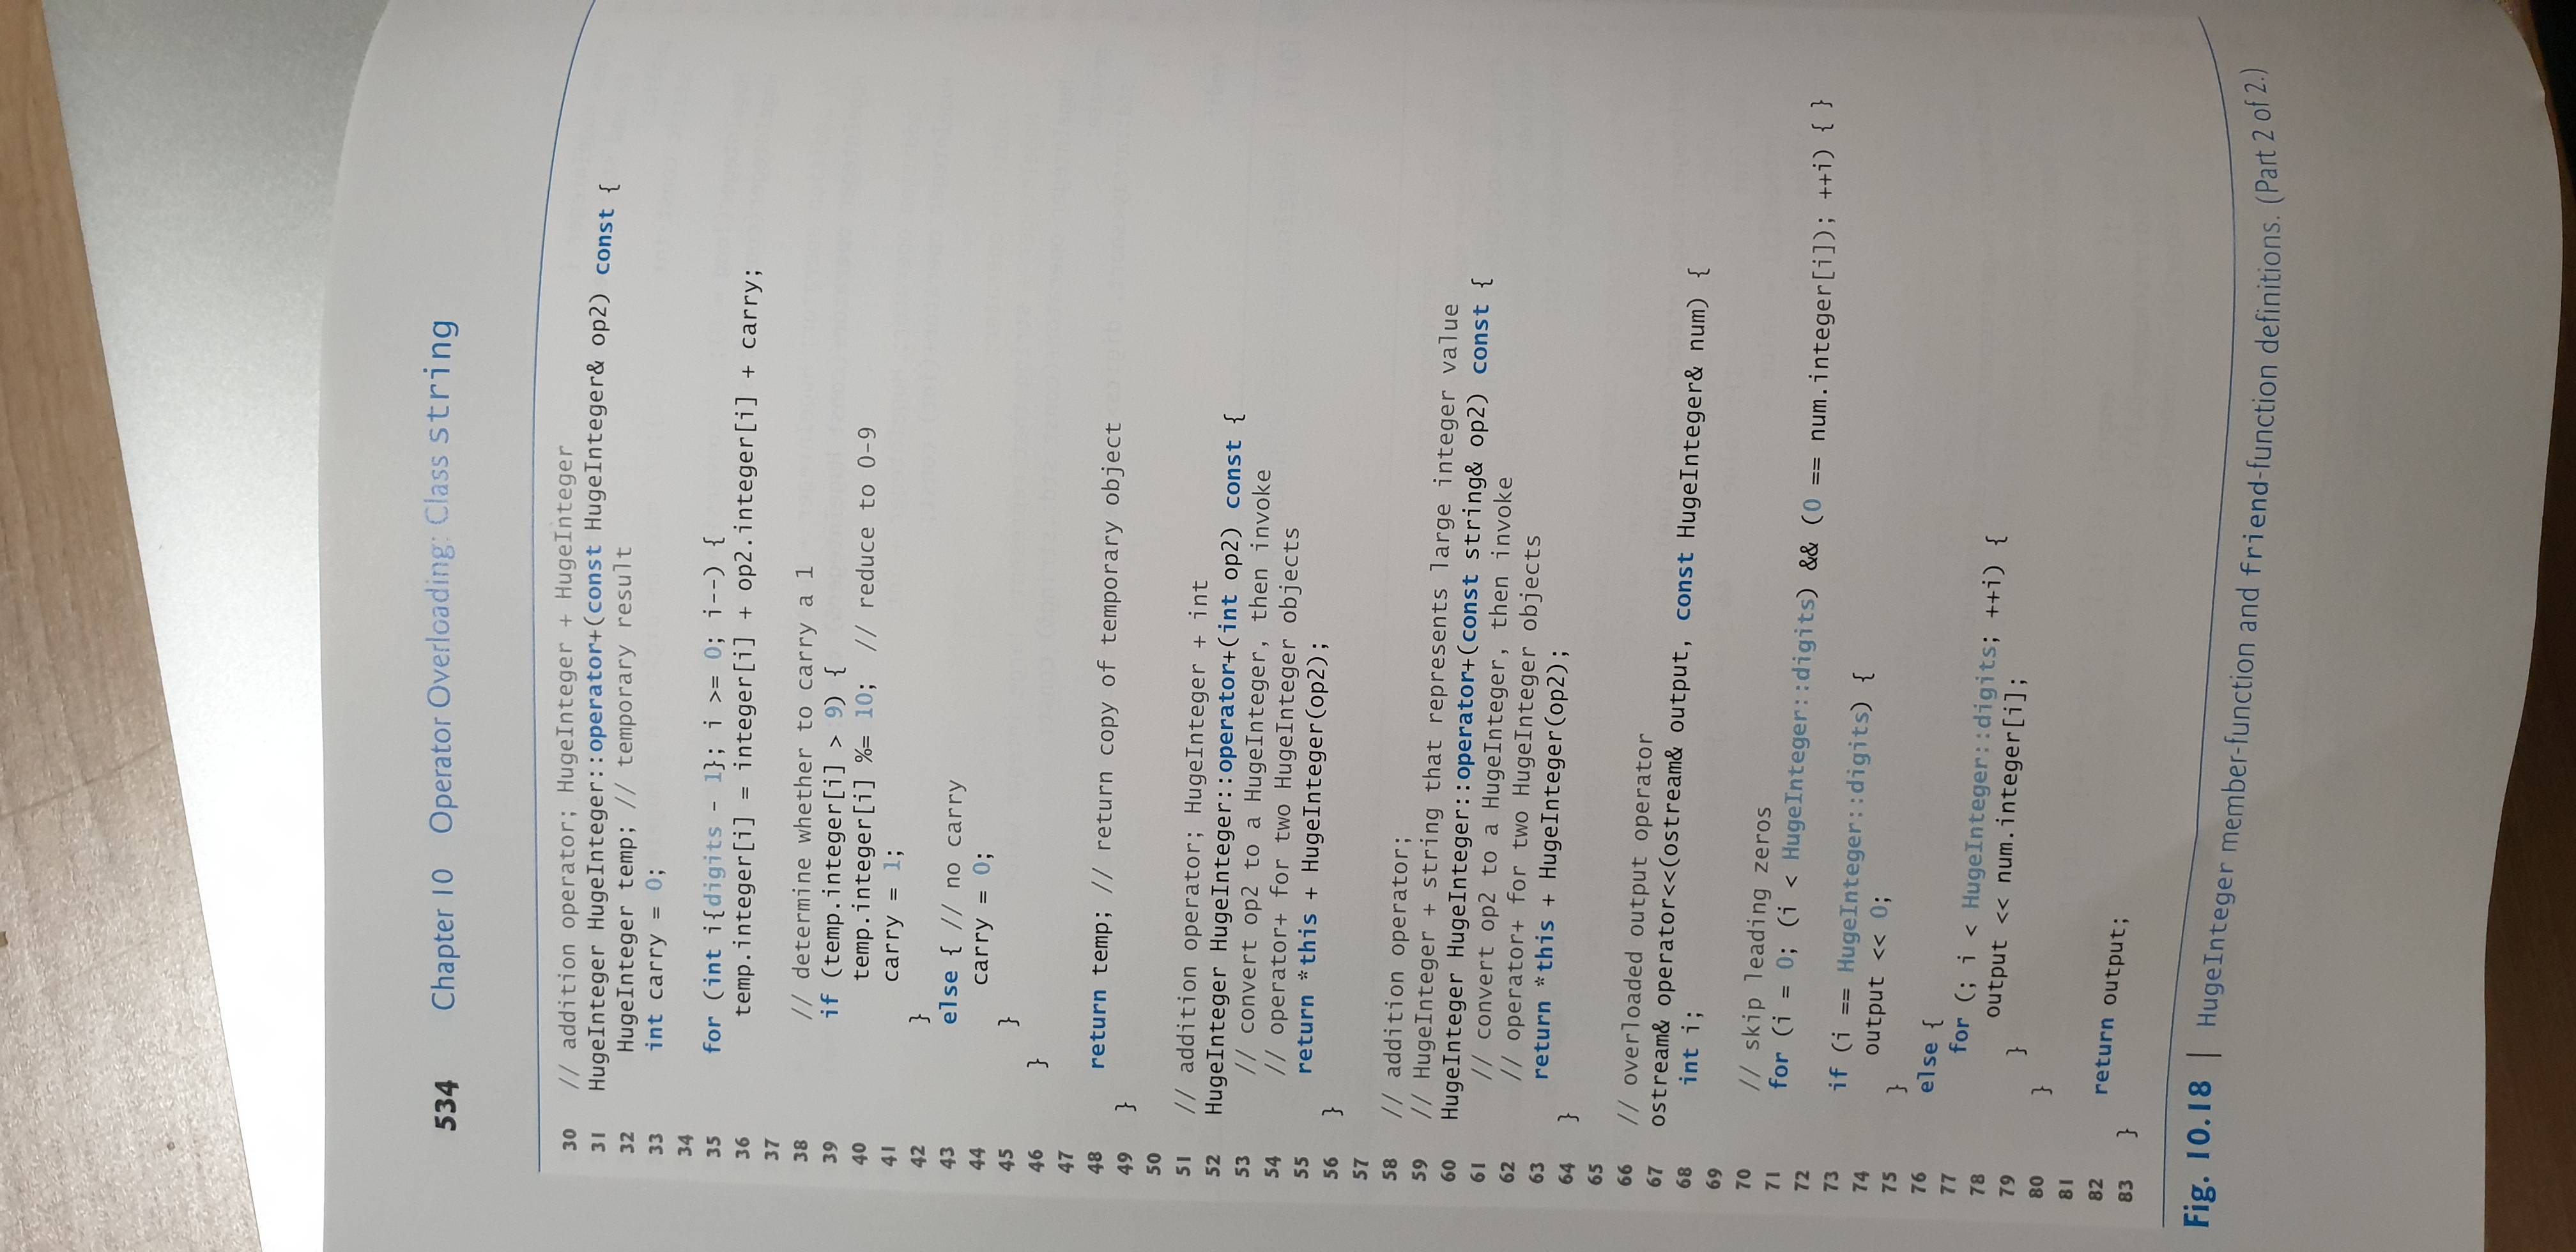 534 Chapter 10 Operator Overloading: Class string
30 // addition operator; HugeInteger + HugeInteger
31 HugeInteger HugeInteger::operator+(const HugeInteger& op2) const {
32    HugeInteger temp; // temporary result
33    int carry = 0;
34
35    for (int i{digits - 1}; i >= 0; i--) {
36       temp.integer[i] = integer[i] + op2.integer[i] + carry;
37
38       // determine whether to carry a 1
39       if (temp.integer[i] > 9) {
40          temp.integer[i] %= 10;  // reduce to 0-9
41          carry = 1;
42       }
43       else { // no carry
44          carry = 0;
45       }
46    }
47
48    return temp; // return copy of temporary object
49 }
50
51 // addition operator; HugeInteger + int
52 HugeInteger HugeInteger::operator+(int op2) const {
53    // convert op2 to a HugeInteger, then invoke
54    // operator+ for two HugeInteger objects
55    return *this + HugeInteger(op2);
56 }
57
58 // addition operator;
59 // HugeInteger + string that represents large integer value
60 HugeInteger HugeInteger::operator+(const string& op2) const {
61    // convert op2 to a HugeInteger, then invoke
62    // operator+ for two HugeInteger objects
63    return *this + HugeInteger(op2);
64 }
65
66 // overloaded output operator
67 ostream& operator<<(ostream& output, const HugeInteger& num) {
68    int i;
69
70    // skip leading zeros
71    for (i = 0; (i < HugeInteger::digits) && (0 == num.integer[i]); ++i) { }
72
73    if (i == HugeInteger::digits) {
74       output << 0;
75    }
76    else {
77       for (; i < HugeInteger::digits; ++i) {
78          output << num.integer[i];
79       }
80    }
81
82    return output;
83 }
Fig. 10.18 | HugeInteger member-function and friend-function definitions. (Part 2 of 2.)